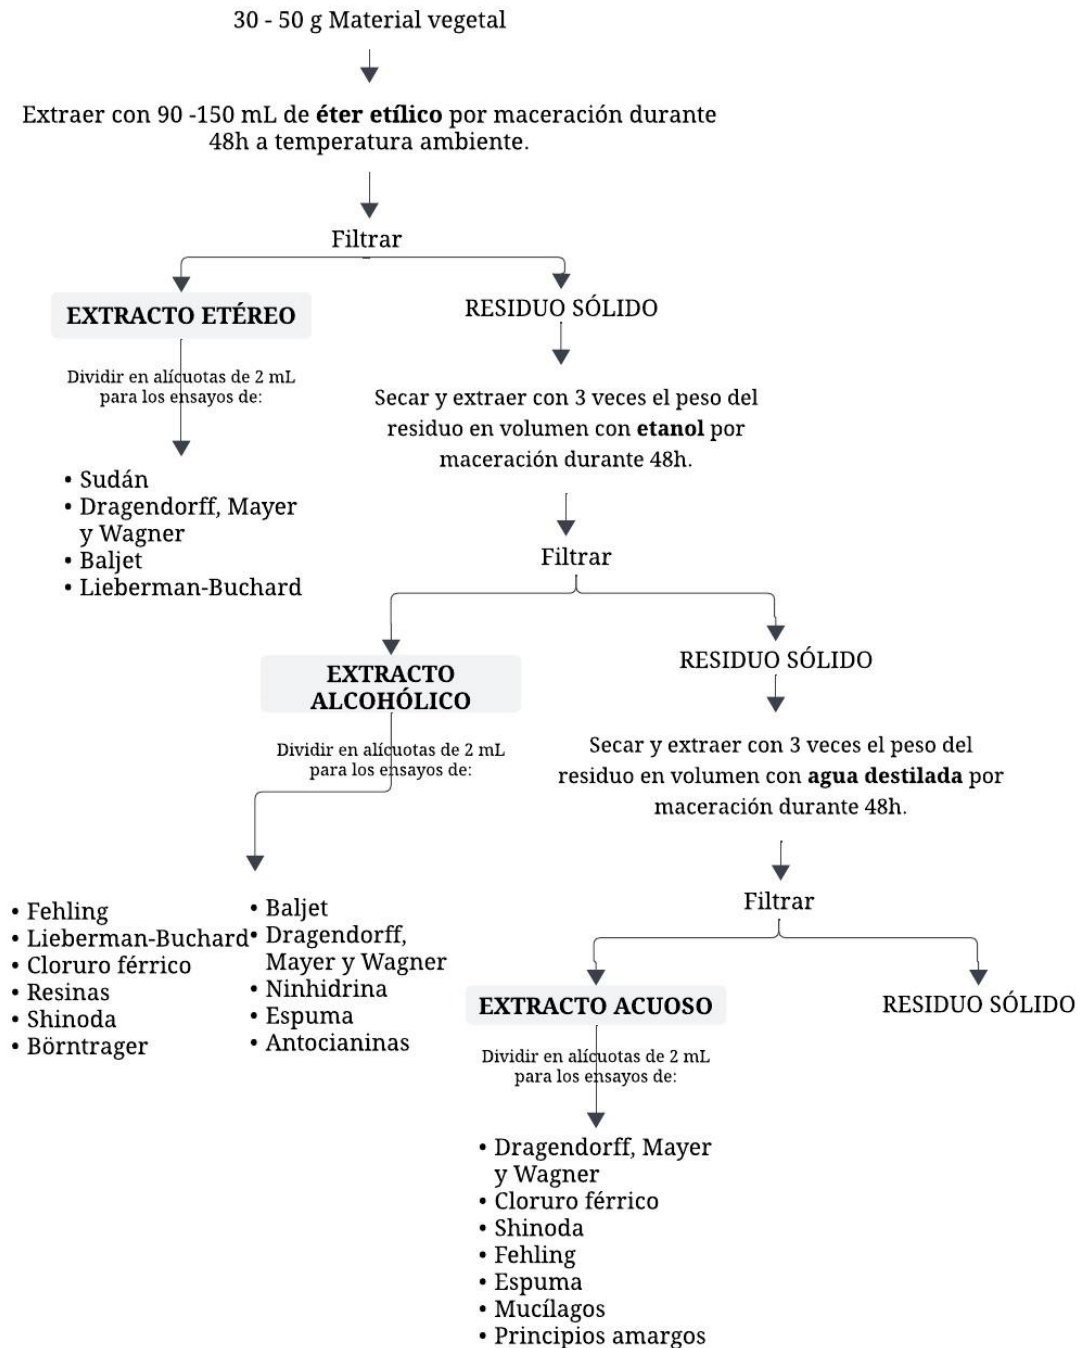 30 - 50 g Material vegetal
Extraer con 90 -150 mL de éter etílico por maceración durante
48h a temperatura ambiente.
Filtrar
EXTRACTO ETÉREO
Dividir en alícuotas de 2 mL
para los ensayos de:
• Sudán
• Dragendorff, Mayer
y Wagner
• Baljet
• Lieberman-Buchard
RESIDUO SÓLIDO
Secar y extraer con 3 veces el peso del
residuo en volumen con etanol por
maceración durante 48h.
Filtrar
EXTRACTO
ALCOHÓLICO
Dividir en alícuotas de 2 mL
para los ensayos de:
• Fehling
• Lieberman-Buchard
• Cloruro férrico
• Resinas
• Shinoda
• Börntrager
• Baljet
• Dragendorff,
Mayer y Wagner
• Ninhidrina
• Espuma
• Antocianinas
RESIDUO SÓLIDO
Secar y extraer con 3 veces el peso del
residuo en volumen con agua destilada por
maceración durante 48h.
Filtrar
EXTRACTO ACUOSO
Dividir en alícuotas de 2 mL
para los ensayos de:
• Dragendorff, Mayer
y Wagner
• Cloruro férrico
• Shinoda
• Fehling
• Espuma
• Mucílagos
• Principios amargos
RESIDUO SÓLIDO